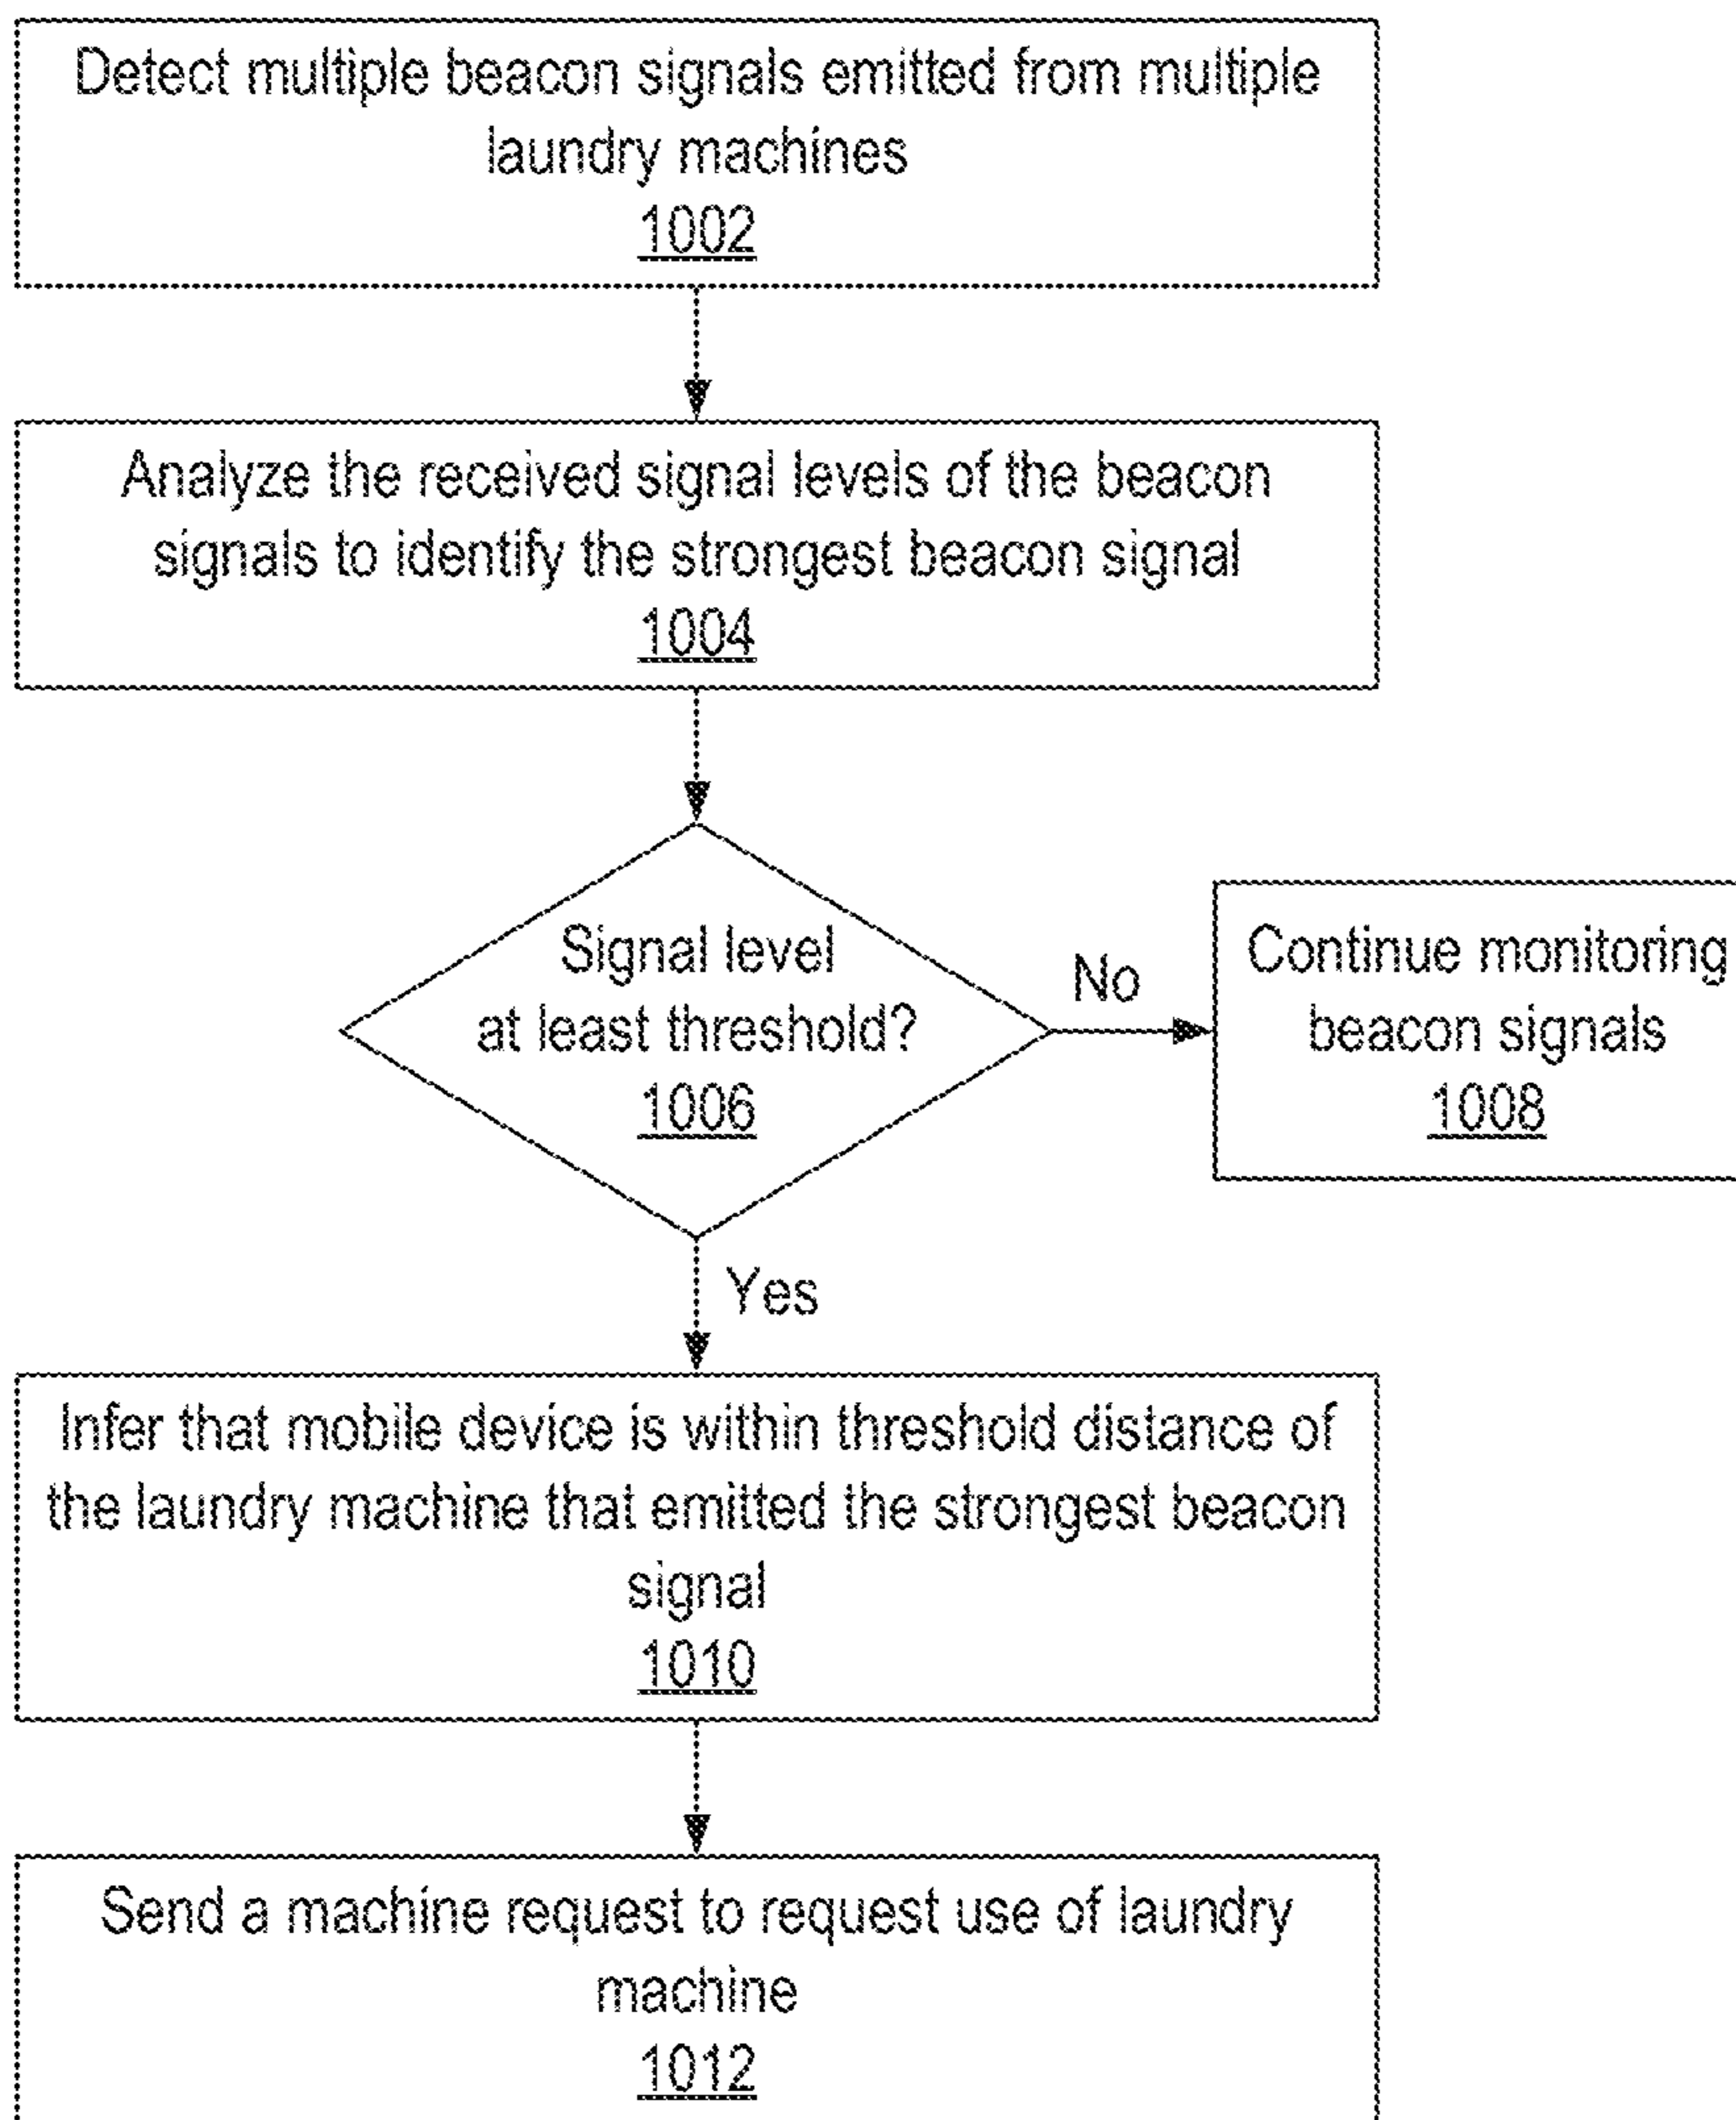 Detect multiple beacon signals emitted from multiple
laundry machines
1002
Analyze the received signal levels of the beacon
signals to identify the strongest beacon signal
1004
Signal level
at least threshold?
1006
No
Continue monitoring
beacon signals
1008
Yes
Infer that mobile device is within threshold distance of
the laundry machine that emitted the strongest beacon
signal
1010
Send a machine request to request use of laundry
machine
1012